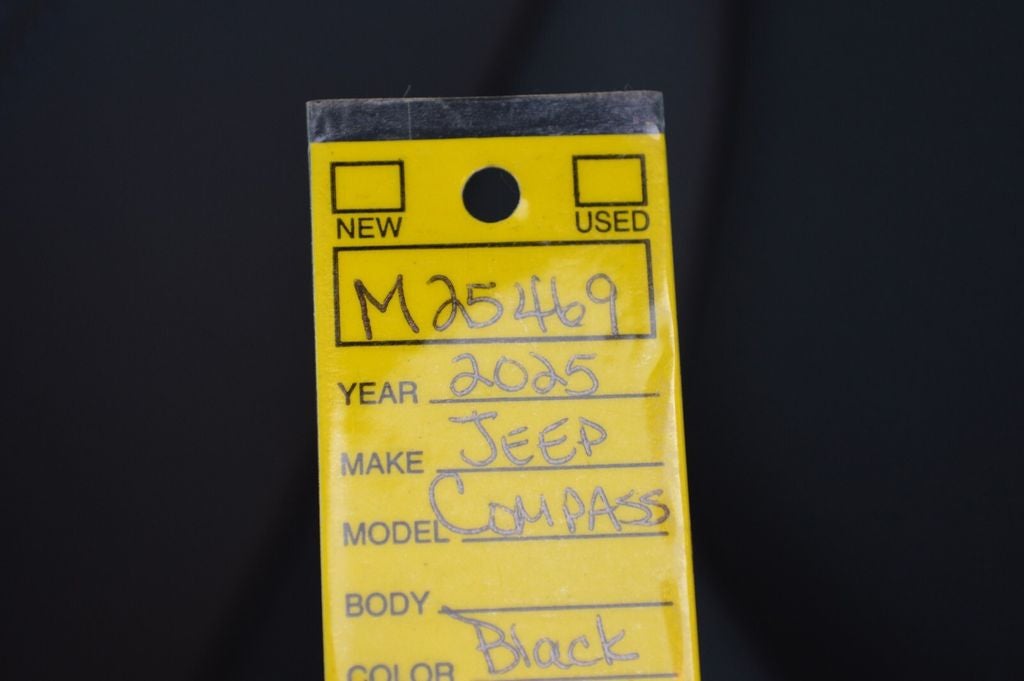 NEW USED
M25469
YEAR 2025
MAKE JEEP
MODEL COMPASS
BODY
COLOR Black